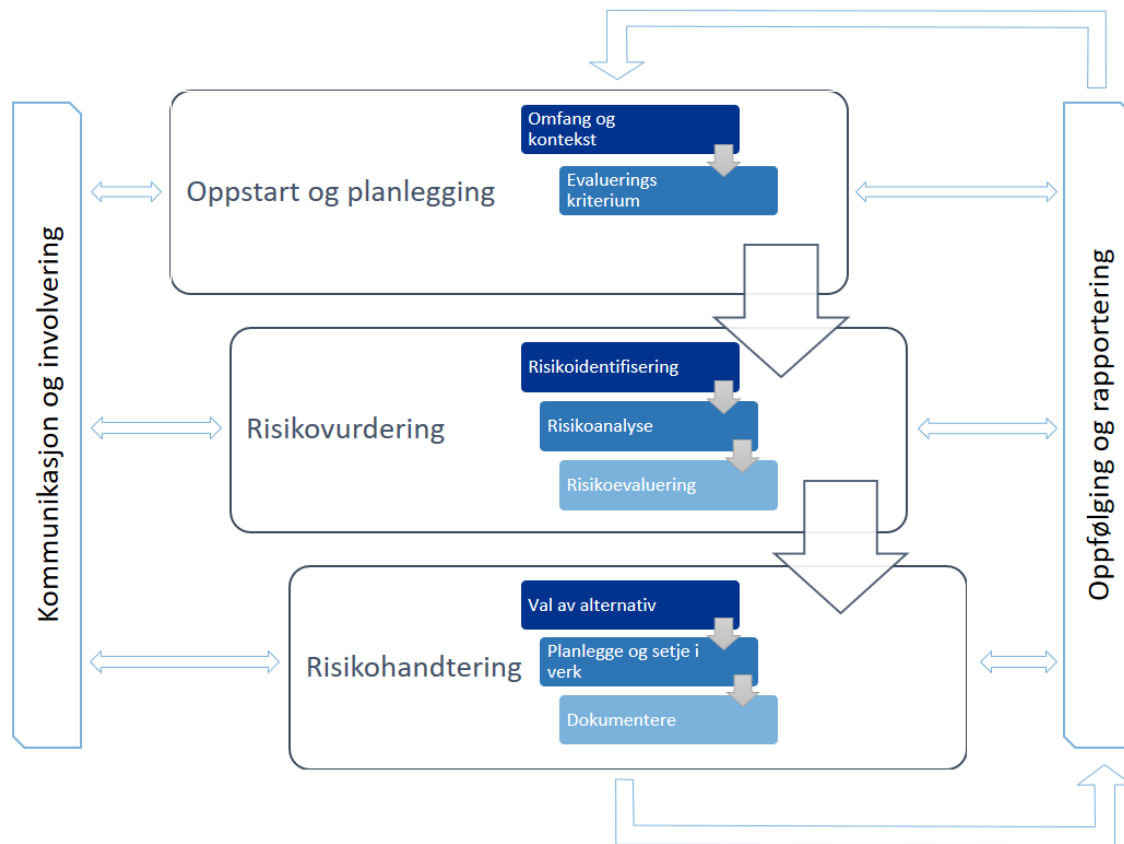 Kommunikasjon og involvering
Oppstart og planlegging
Omfang og
kontekst
Evaluerings
kriterium
Risikovurdering
Risikoidentifisering
Risikoanalyse
Risikoevaluering
Risikohandtering
Val av alternativ
Planlegge og setje i
verk
Dokumentere
Oppfølging og rapportering